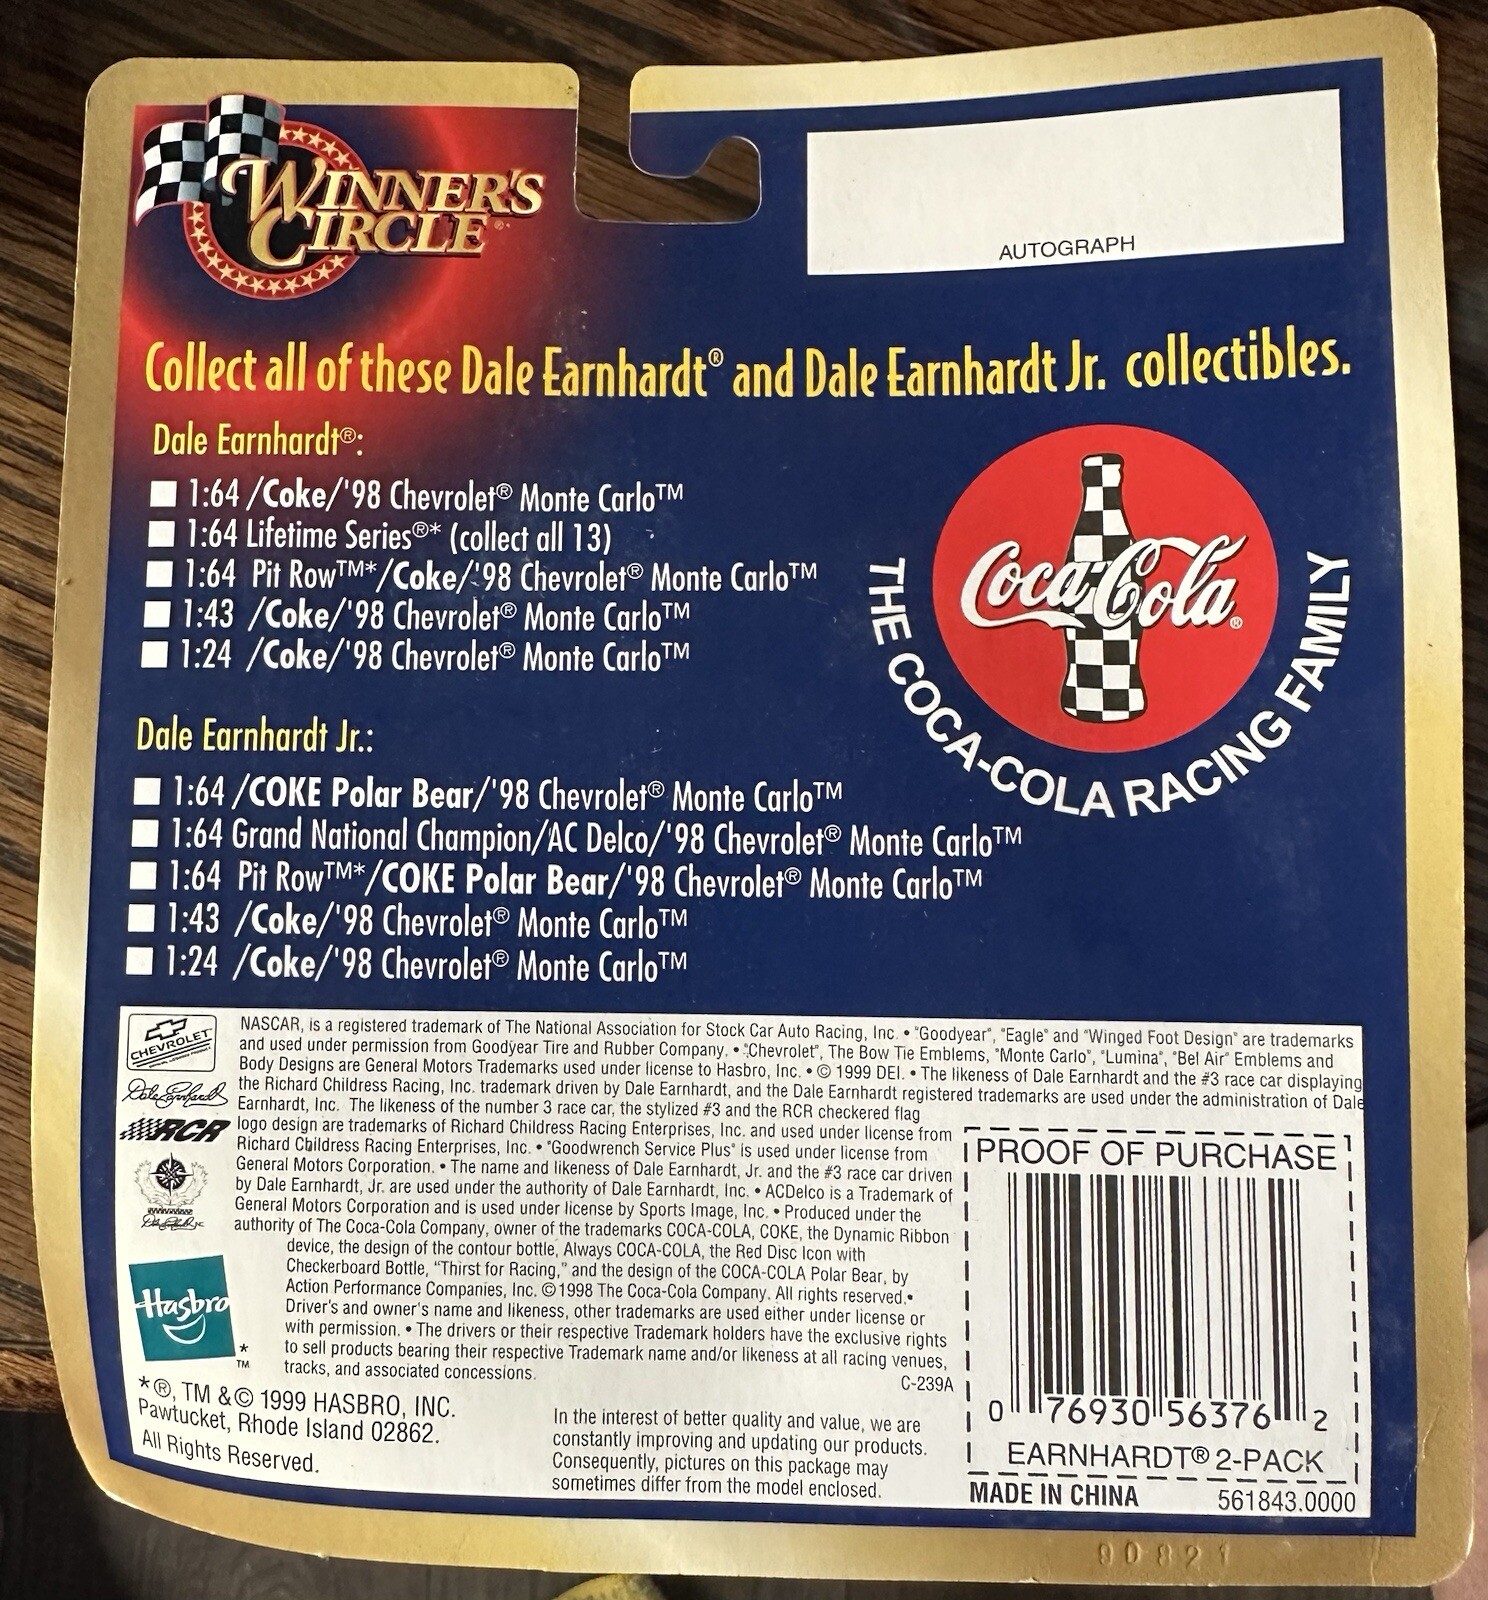 WINNER'S
CIRCLE®
AUTOGRAPH
Collect all of these Dale Earnhardt® and Dale Earnhardt Jr. collectibles.
Dale Earnhardt®:
1:64 /Coke/'98 Chevrolet® Monte Carlo™
1:64 Lifetime Series®* (collect all 13)
1:64 Pit Row™*/Coke/'98 Chevrolet® Monte Carlo™
1:43 /Coke/'98 Chevrolet® Monte Carlo™
1:24 /Coke/'98 Chevrolet® Monte Carlo™
Coca-Cola®
THE COCA-COLA RACING FAMILY
Dale Earnhardt Jr.:
1:64 /COKE Polar Bear/'98 Chevrolet® Monte Carlo™
1:64 Grand National Champion/AC Delco/'98 Chevrolet® Monte Carlo™
1:64 Pit Row™*/COKE Polar Bear/'98 Chevrolet® Monte Carlo™
1:43 /Coke/'98 Chevrolet® Monte Carlo™
1:24 /Coke/'98 Chevrolet® Monte Carlo™
CHEVROLET
Dale Earnhardt
RCR
NASCAR, is a registered trademark of The National Association for Stock Car Auto Racing, Inc. • "Goodyear", "Eagle" and "Winged Foot Design" are trademarks
and used under permission from Goodyear Tire and Rubber Company. • "Chevrolet", The Bow Tie Emblems, "Monte Carlo", "Lumina", "Bel Air" Emblems and
Body Designs are General Motors Trademarks used under license to Hasbro, Inc. • © 1999 DEI. • The likeness of Dale Earnhardt and the #3 race car displaying
the Richard Childress Racing, Inc. trademark driven by Dale Earnhardt, and the Dale Earnhardt registered trademarks are used under the administration of Dale
Earnhardt, Inc. The likeness of the number 3 race car, the stylized #3 and the RCR checkered flag
logo design are trademarks of Richard Childress Racing Enterprises, Inc. and used under license from
Richard Childress Racing Enterprises, Inc. • "Goodwrench Service Plus" is used under license from
General Motors Corporation. • The name and likeness of Dale Earnhardt, Jr. and the #3 race car driven
by Dale Earnhardt, Jr. are used under the authority of Dale Earnhardt, Inc. • ACDelco is a Trademark of
General Motors Corporation and is used under license by Sports Image, Inc. • Produced under the
authority of The Coca-Cola Company, owner of the trademarks COCA-COLA, COKE, the Dynamic Ribbon
device, the design of the contour bottle, Always COCA-COLA, the Red Disc Icon with
Checkerboard Bottle, "Thirst for Racing," and the design of the COCA-COLA Polar Bear, by
Action Performance Companies, Inc. ©1998 The Coca-Cola Company. All rights reserved.•
Driver's and owner's name and likeness, other trademarks are used either under license or
with permission. • The drivers or their respective Trademark holders have the exclusive rights
to sell products bearing their respective Trademark name and/or likeness at all racing venues,
tracks, and associated concessions.
C-239A
Hasbro
*
TM
*®, TM &© 1999 HASBRO, INC.
Pawtucket, Rhode Island 02862.
All Rights Reserved.
In the interest of better quality and value, we are
constantly improving and updating our products.
Consequently, pictures on this package may
sometimes differ from the model enclosed.
PROOF OF PURCHASE
0 76930 56376 2
EARNHARDT® 2-PACK
MADE IN CHINA 561843.0000
90821